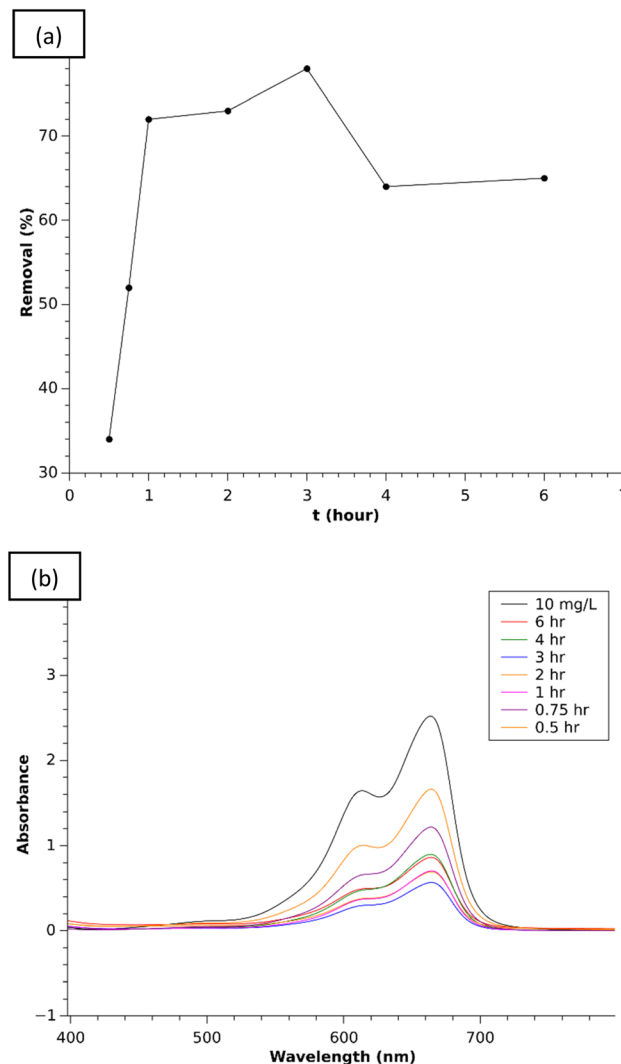 (a)
70
60
50
40
30
Removal (%)
0 1 2 3 4 5 6 7
t (hour)
(b)
10 mg/L
6 hr
4 hr
3 hr
2 hr
1 hr
0.75 hr
0.5 hr
3
2
1
0
−1
Absorbance
400 500 600 700
Wavelength (nm)